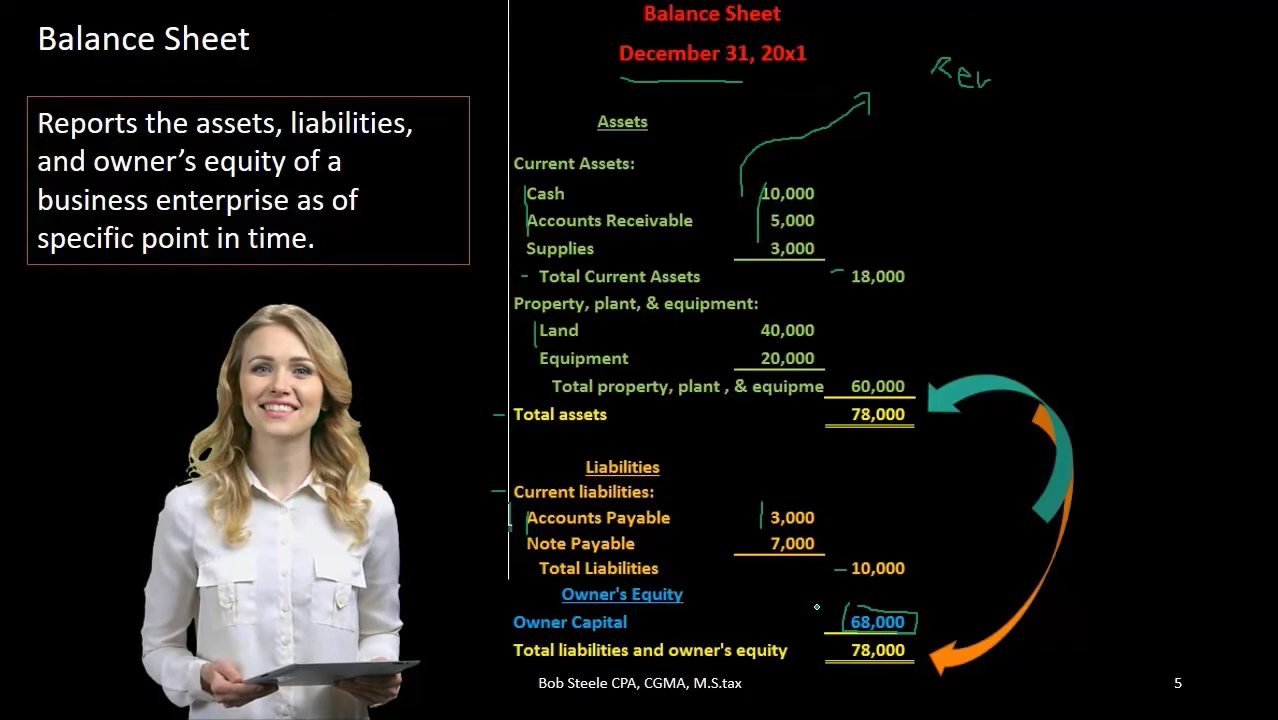 Balance Sheet
Reports the assets, liabilities,
and owner’s equity of a
business enterprise as of
specific point in time.
Balance Sheet
December 31, 20x1
Rev
Assets
Current Assets:
Cash 10,000
Accounts Receivable 5,000
Supplies 3,000
Total Current Assets 18,000
Property, plant, & equipment:
Land 40,000
Equipment 20,000
Total property, plant , & equipme 60,000
Total assets 78,000
Liabilities
Current liabilities:
Accounts Payable 3,000
Note Payable 7,000
Total Liabilities 10,000
Owner's Equity
Owner Capital 68,000
Total liabilities and owner's equity 78,000
Bob Steele CPA, CGMA, M.S.tax 5